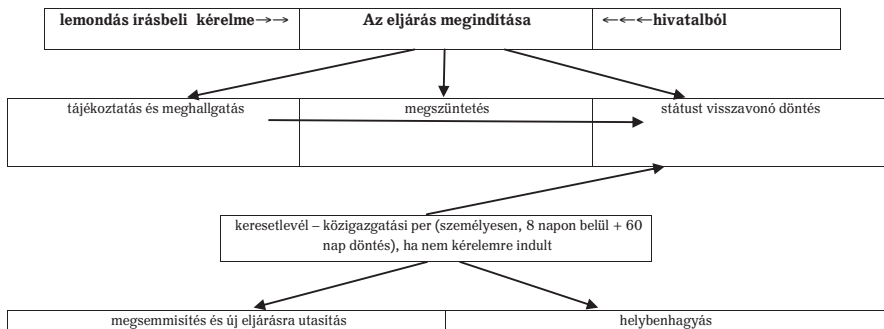 lemondás írásbeli kérelme→→
Az eljárás megindítása
←←←hivatalból
tájékoztatás és meghallgatás
megszüntetés
státust visszavonó döntés
keresetlevél – közigazgatási per (személyesen, 8 napon belül + 60
nap döntés), ha nem kérelemre indult
megsemmisítés és új eljárásra utasítás
helybenhagyás